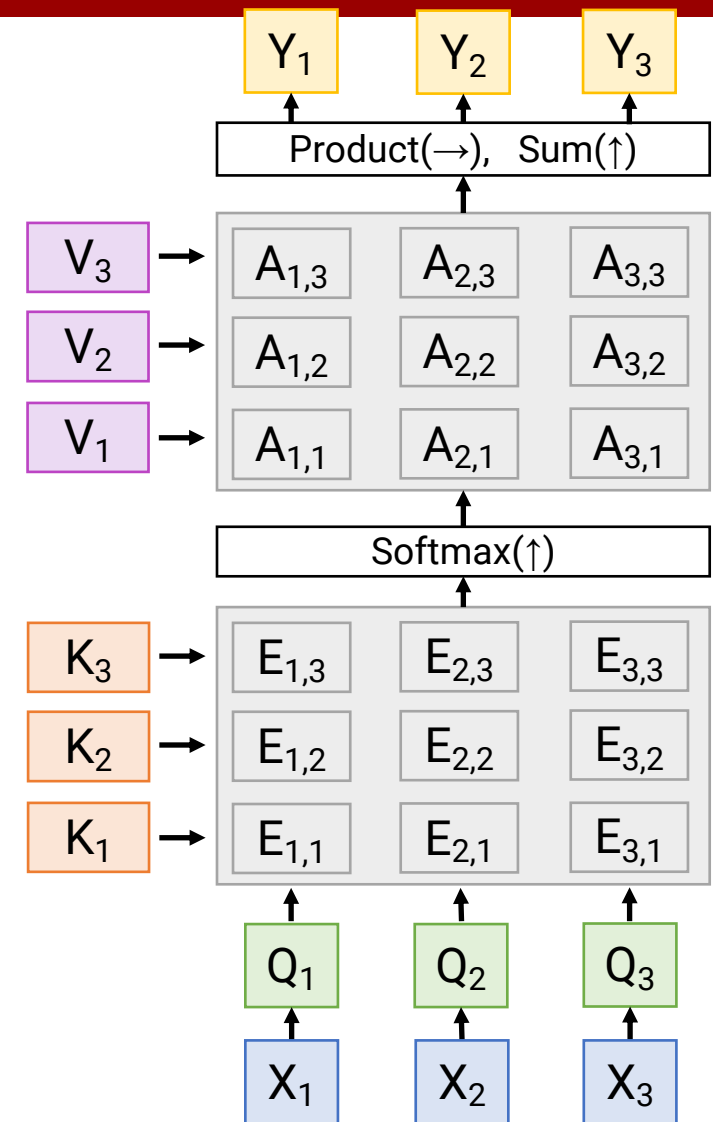 Y₁ Y₂ Y₃
Product(→), Sum(↑)
V₃ A₁,₃ A₂,₃ A₃,₃
V₂ A₁,₂ A₂,₂ A₃,₂
V₁ A₁,₁ A₂,₁ A₃,₁
Softmax(↑)
K₃ E₁,₃ E₂,₃ E₃,₃
K₂ E₁,₂ E₂,₂ E₃,₂
K₁ E₁,₁ E₂,₁ E₃,₁
Q₁ Q₂ Q₃
X₁ X₂ X₃